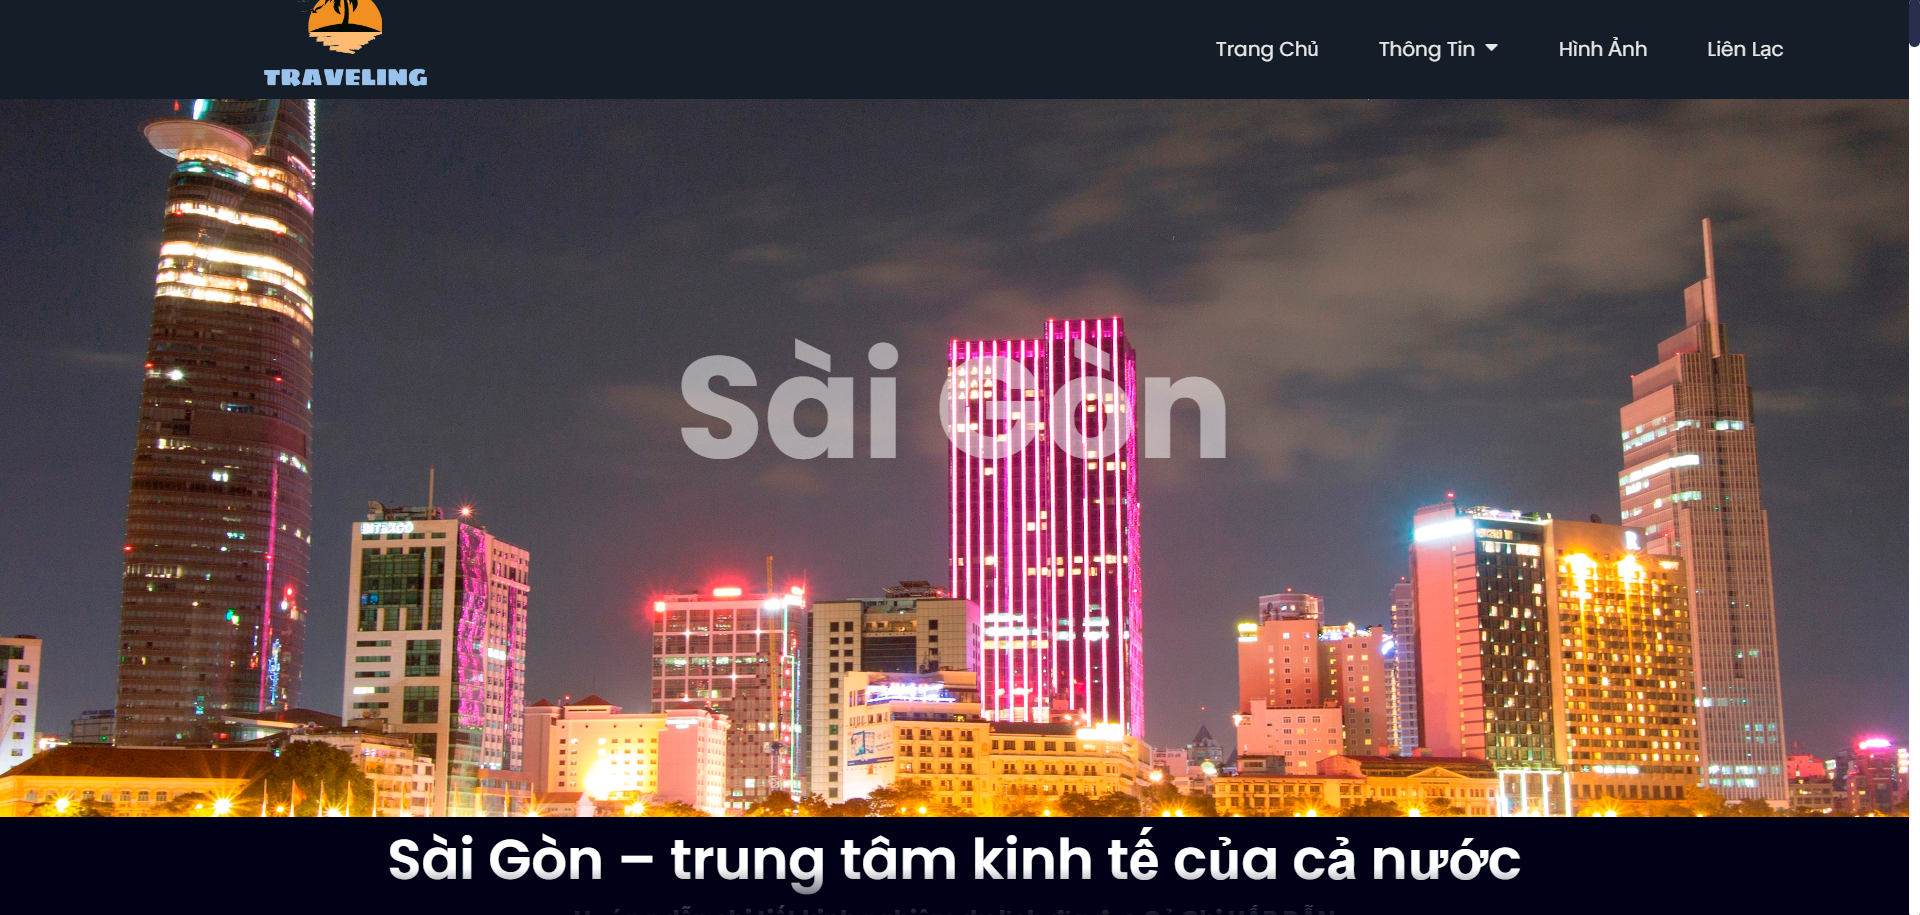 TRAVELING
Trang Chủ
Thông Tin
Hình Ảnh
Liên Lạc
Sài Gòn
BITEXCO
Sài Gòn – trung tâm kinh tế của cả nước